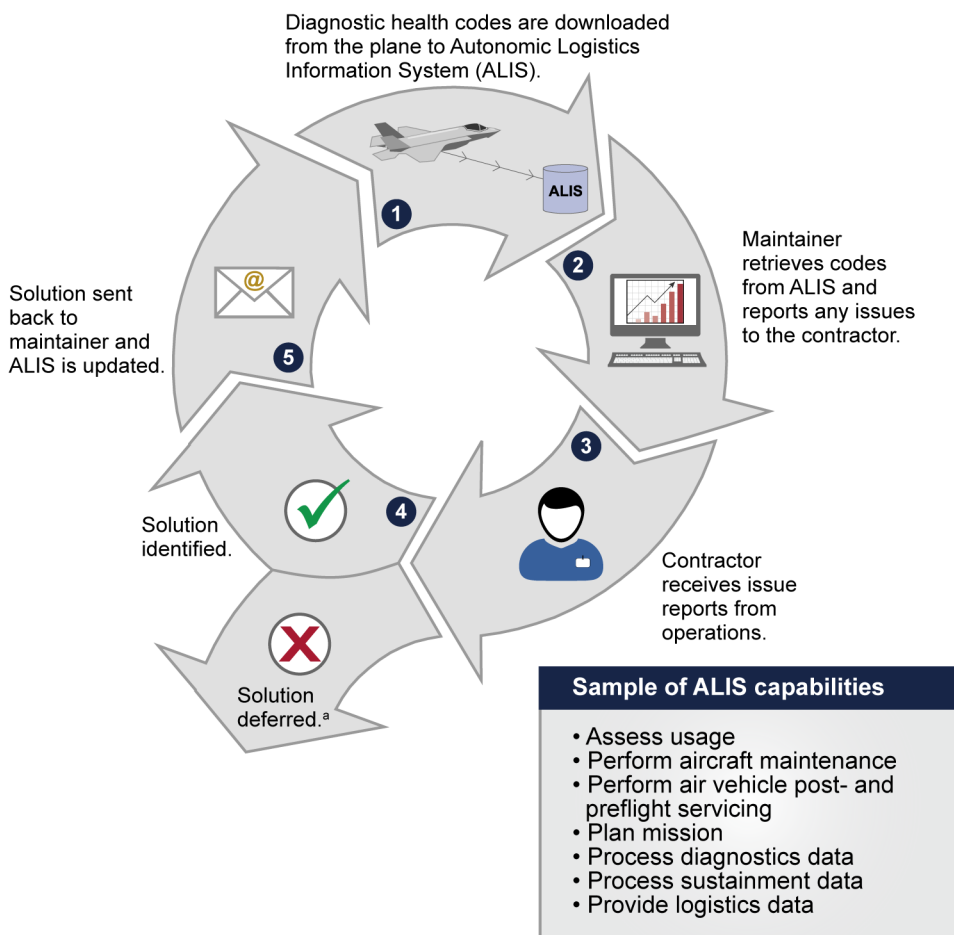 Diagnostic health codes are downloaded
from the plane to Autonomic Logistics
Information System (ALIS).
ALIS
1
2
Maintainer
retrieves codes
from ALIS and
reports any issues
to the contractor.
3
Contractor
receives issue
reports from
operations.
4
Solution
identified.
Solution
deferred.ᵃ
5
@
Solution sent
back to
maintainer and
ALIS is updated.
Sample of ALIS capabilities
• Assess usage
• Perform aircraft maintenance
• Perform air vehicle post- and
preflight servicing
• Plan mission
• Process diagnostics data
• Process sustainment data
• Provide logistics data